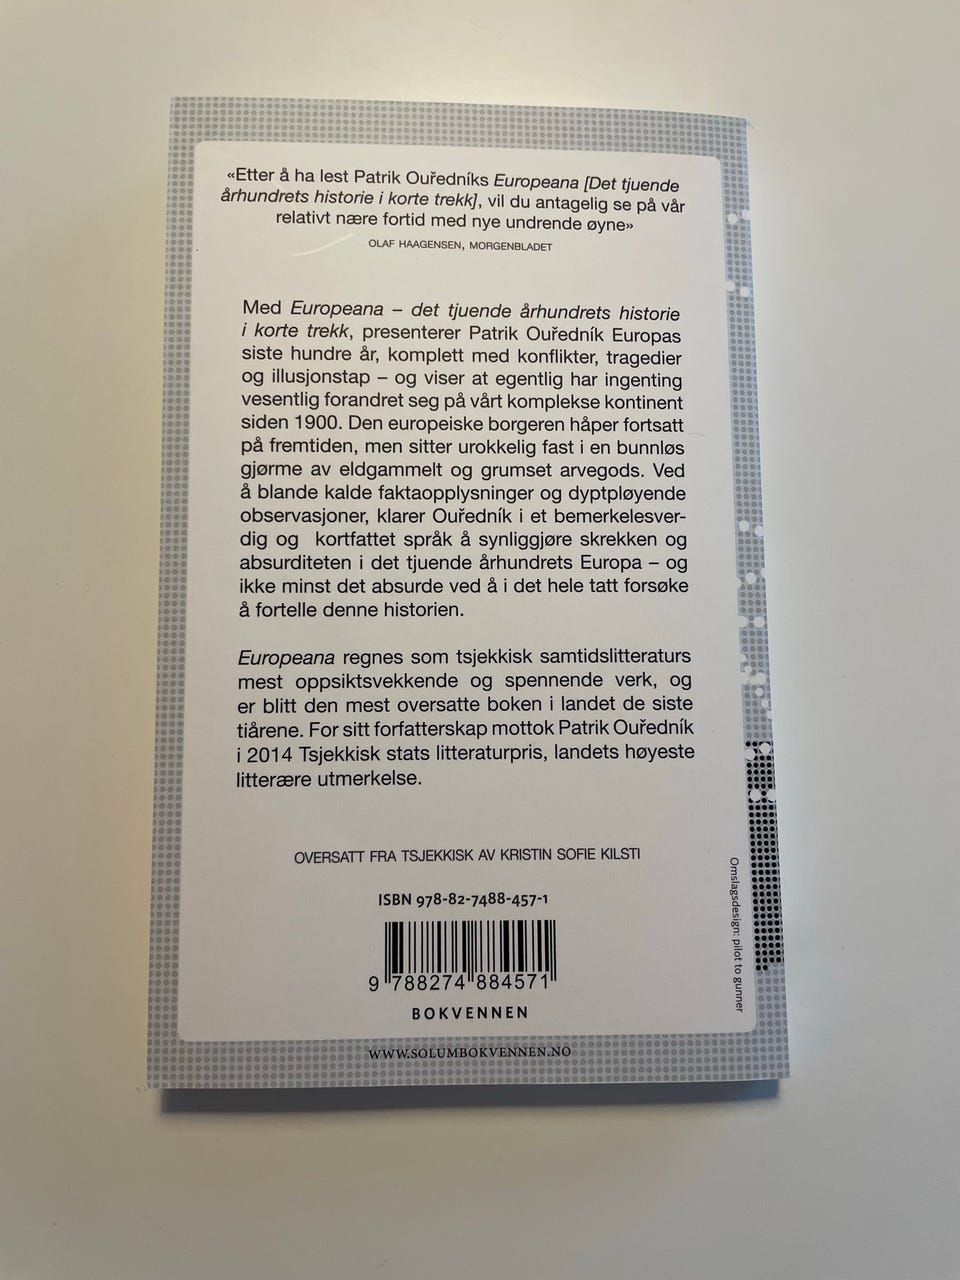 «Etter å ha lest Patrik Ouředníks Europeana [Det tjuende
århundrets historie i korte trekk], vil du antagelig se på vår
relativt nære fortid med nye undrende øyne»
OLAF HAAGENSEN, MORGENBLADET
Med Europeana – det tjuende århundrets historie
i korte trekk, presenterer Patrik Ouředník Europas
siste hundre år, komplett med konflikter, tragedier
og illusjonstap – og viser at egentlig har ingenting
vesentlig forandret seg på vårt komplekse kontinent
siden 1900. Den europeiske borgeren håper fortsatt
på fremtiden, men sitter urokkelig fast i en bunnløs
gjørme av eldgammelt og grumset arvegods. Ved
å blande kalde faktaopplysninger og dyptpløyende
observasjoner, klarer Ouředník i et bemerkelesver-
dig og kortfattet språk å synliggjøre skrekken og
absurditeten i det tjuende århundrets Europa – og
ikke minst det absurde ved å i det hele tatt forsøke
å fortelle denne historien.
Europeana regnes som tsjekkisk samtidslitteraturs
mest oppsiktsvekkende og spennende verk, og
er blitt den mest oversatte boken i landet de siste
tiårene. For sitt forfatterskap mottok Patrik Ouředník
i 2014 Tsjekkisk stats litteraturpris, landets høyeste
litterære utmerkelse.
OVERSATT FRA TSJEKKISK AV KRISTIN SOFIE KILSTI
ISBN 978-82-7488-457-1
9 788274 884571
BOKVENNEN
WWW.SOLUMBOKVENNEN.NO
Omslagsdesign: pilot to gunner